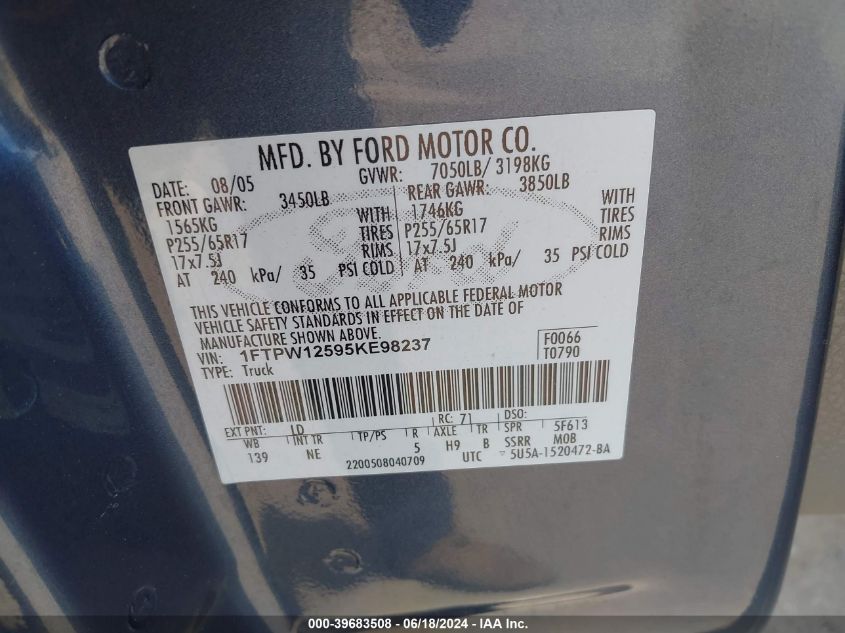 MFD. BY FORD MOTOR CO.
DATE: 08/05 GVWR: 7050LB/ 3198KG
FRONT GAWR: 3450LB REAR GAWR: 3850LB
1565KG WITH 1746KG WITH
P255/65R17 TIRES P255/65R17 TIRES
17x7.5J RIMS 17x7.5J RIMS
AT 240 kPa/ 35 PSI COLD AT 240 kPa/ 35 PSI COLD
THIS VEHICLE CONFORMS TO ALL APPLICABLE FEDERAL MOTOR
VEHICLE SAFETY STANDARDS IN EFFECT ON THE DATE OF
MANUFACTURE SHOWN ABOVE.
VIN: 1FTPW12595KE98237 F0066
TYPE: Truck T0790
EXT PNT: LD RC: 71 DSO:
WB INT TR TP/PS R AXLE TR SPR 5F613
139 NE 5 H9 B SSRR MOB
2200508040709 UTC 5U5A-1520472-BA
000-39683508 - 06/18/2024 - IAA Inc.